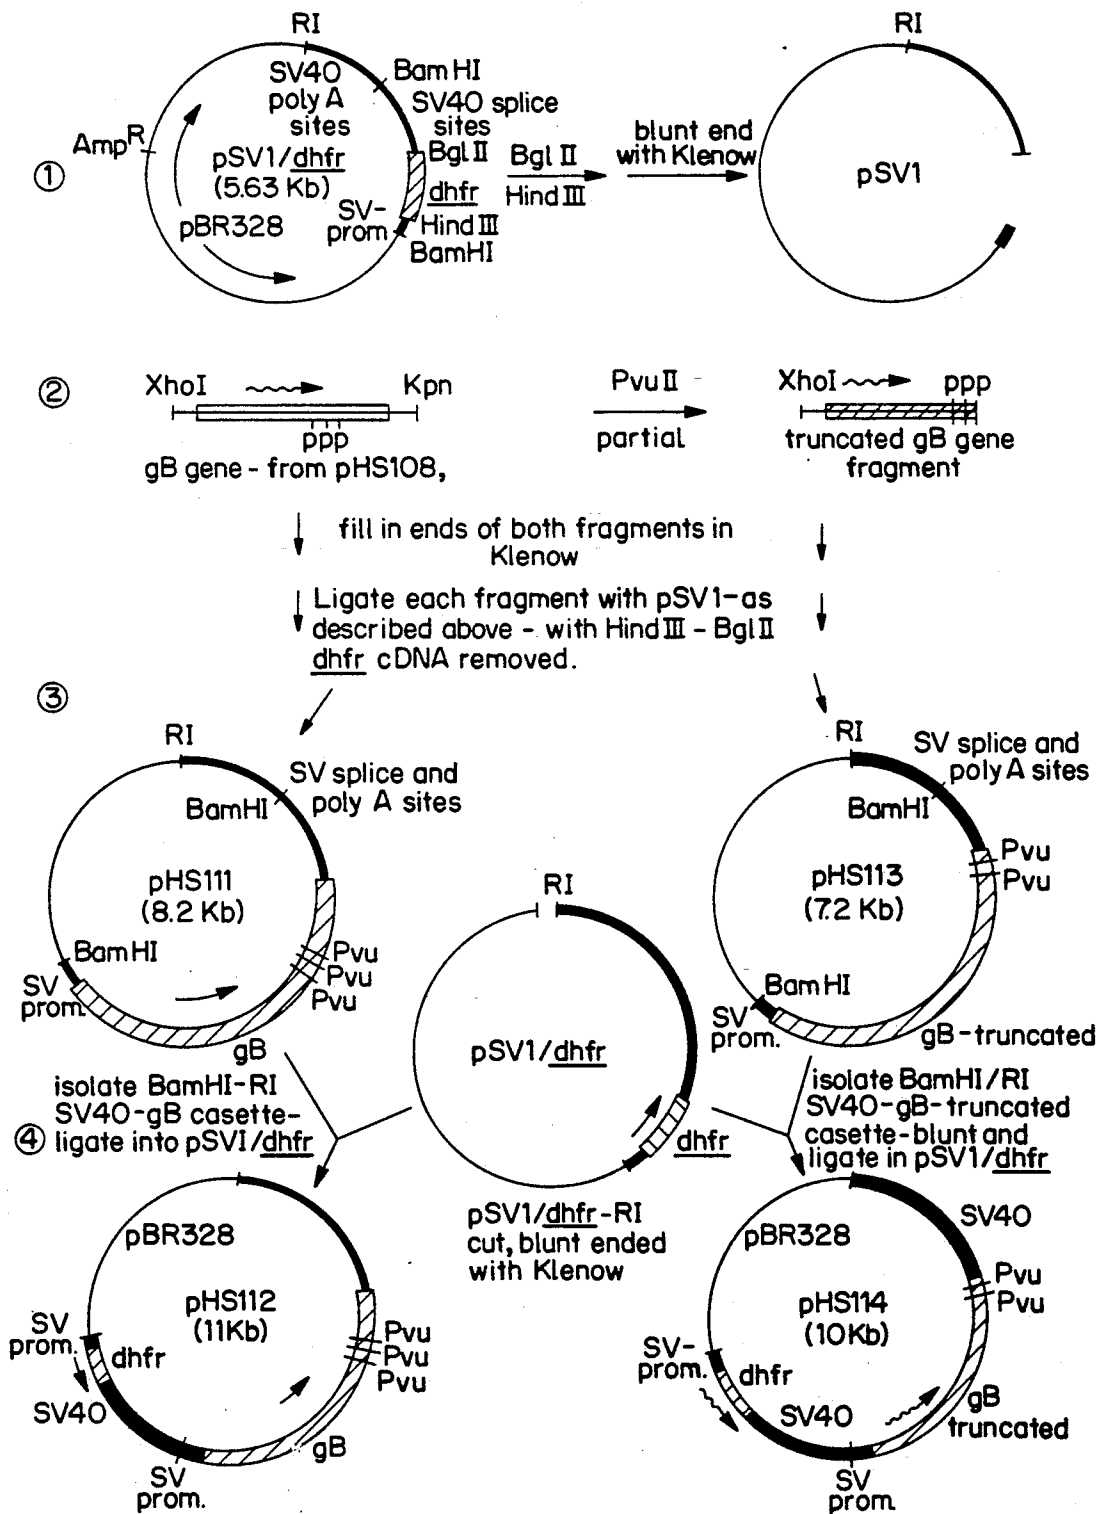 RI
SV40
poly A
sites
BamHI
SV40 splice
sites
Bgl II
Amp R
pSV1/dhfr
(5.63 Kb)
dhfr
SV-
prom
Hind III
BamHI
pBR328
①
Bgl II
Hind III
blunt end
with Klenow
RI
pSV1
②
XhoI
Kpn
ppp
gB gene - from pHS108,
Pvu II
partial
XhoI
ppp
truncated gB gene
fragment
fill in ends of both fragments in
Klenow
Ligate each fragment with pSV1-as
described above - with Hind III - Bgl II
dhfr cDNA removed.
③
RI
SV splice and
poly A sites
BamHI
pHS111
(8.2 Kb)
BamHI
SV
prom.
Pvu
Pvu
Pvu
gB
RI
pSV1/dhfr
dhfr
pSV1/dhfr-RI
cut, blunt ended
with Klenow
RI
SV splice and
poly A sites
BamHI
Pvu
Pvu
pHS113
(7.2 Kb)
BamHI
SV
prom.
gB-truncated
④
isolate BamHI-RI
SV40-gB casette-
ligate into pSVI/dhfr
isolate BamHI/RI
SV40-gB-truncated
casette-blunt and
ligate in pSV1/dhfr
pBR328
pHS112
(11Kb)
SV
prom.
dhfr
SV40
SV
prom.
Pvu
Pvu
Pvu
gB
pBR328
SV40
Pvu
Pvu
pHS114
(10Kb)
SV-
prom.
dhfr
SV40
gB
truncated
SV
prom